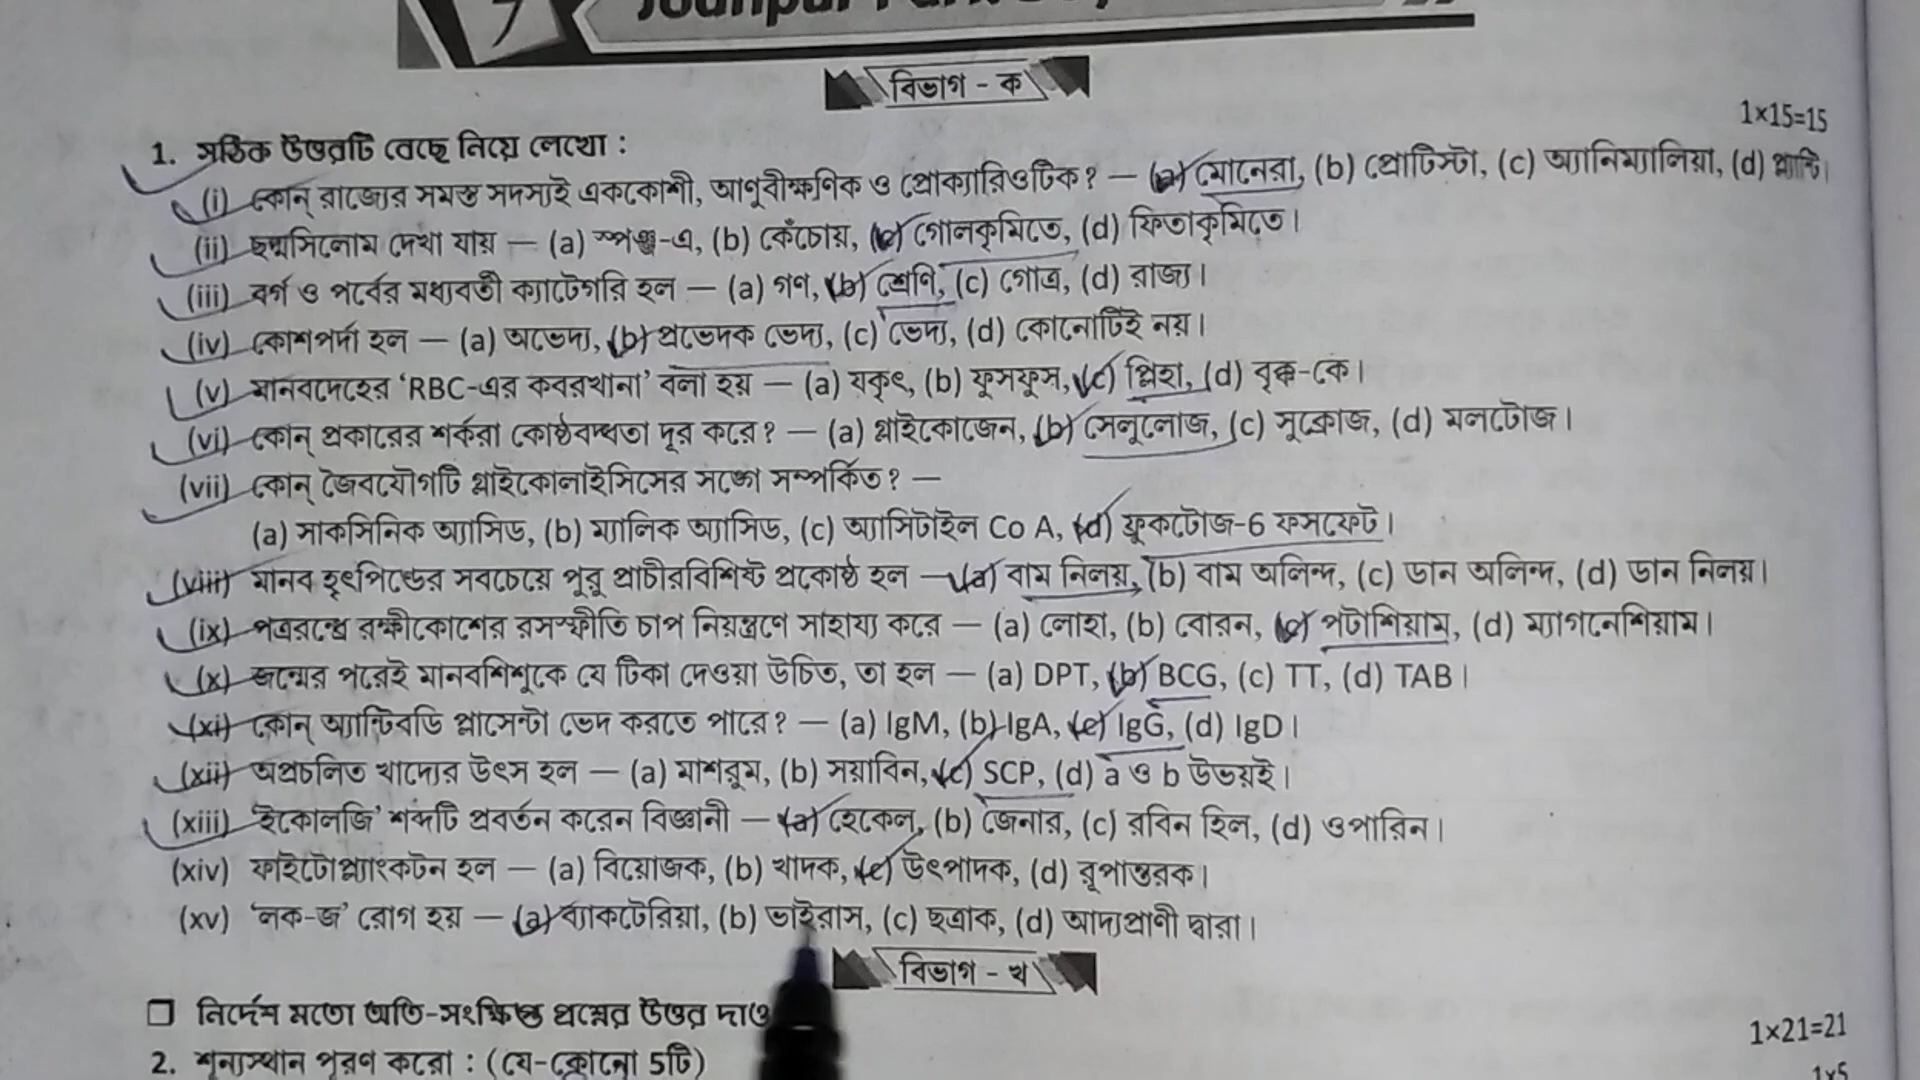 7
বিভাগ - ক
1×15=15
1. সঠিক উত্তরটি বেছে নিয়ে লেখো :
(i) কোন্ রাজ্যের সমস্ত সদস্যই এককোশী, আণুবীক্ষণিক ও প্রোক্যারিওটিক? — (a) মোনেরা, (b) প্রোটিস্টা, (c) অ্যানিম্যালিয়া, (d) প্লান্টি।
(ii) ছদ্মসিলোম দেখা যায় — (a) স্পঞ্জ-এ, (b) কেঁচোয়, (c) গোলকৃমিতে, (d) ফিতাকৃমিতে।
(iii) বর্গ ও পর্বের মধ্যবর্তী ক্যাটেগরি হল — (a) গণ, (b) শ্রেণি, (c) গোত্র, (d) রাজ্য।
(iv) কোশপর্দা হল — (a) অভেদ্য, (b) প্রভেদক ভেদ্য, (c) ভেদ্য, (d) কোনোটিই নয়।
(v) মানবদেহের ‘RBC-এর কবরখানা’ বলা হয় — (a) যকৃৎ, (b) ফুসফুস, (c) প্লিহা, (d) বৃক্ক-কে।
(vi) কোন্ প্রকারের শর্করা কোষ্ঠবদ্ধতা দূর করে? — (a) গ্লাইকোজেন, (b) সেলুলোজ, (c) সুক্রোজ, (d) মলটোজ।
(vii) কোন্ জৈবযৌগটি গ্লাইকোলাইসিসের সঙ্গে সম্পর্কিত? —
(a) সাকসিনিক অ্যাসিড, (b) ম্যালিক অ্যাসিড, (c) অ্যাসিটাইল Co A, (d) ফ্রুকটোজ-6 ফসফেট।
(viii) মানব হৃৎপিণ্ডের সবচেয়ে পুরু প্রাচীরবিশিষ্ট প্রকোষ্ঠ হল — (a) বাম নিলয়, (b) বাম অলিন্দ, (c) ডান অলিন্দ, (d) ডান নিলয়।
(ix) পত্ররন্ধ্রে রক্ষীকোশের রসস্ফীতি চাপ নিয়ন্ত্রণে সাহায্য করে — (a) লোহা, (b) বোরন, (c) পটাশিয়াম, (d) ম্যাগনেশিয়াম।
(x) জন্মের পরেই মানবশিশুকে যে টিকা দেওয়া উচিত, তা হল — (a) DPT, (b) BCG, (c) TT, (d) TAB।
(xi) কোন্ অ্যান্টিবডি প্লাসেন্টা ভেদ করতে পারে? — (a) IgM, (b) IgA, (c) IgG, (d) IgD।
(xii) অপ্রচলিত খাদ্যের উৎস হল — (a) মাশরুম, (b) সয়াবিন, (c) SCP, (d) a ও b উভয়ই।
(xiii) ‘ইকোলজি’ শব্দটি প্রবর্তন করেন বিজ্ঞানী — (a) হেকেল, (b) জেনার, (c) রবিন হিল, (d) ওপারিন।
(xiv) ফাইটোপ্ল্যাংকটন হল — (a) বিয়োজক, (b) খাদক, (c) উৎপাদক, (d) রূপান্তরক।
(xv) ‘লক-জ’ রোগ হয় — (a) ব্যাকটেরিয়া, (b) ভাইরাস, (c) ছত্রাক, (d) আদ্যপ্রাণী দ্বারা।
বিভাগ - খ
নির্দেশ মতো অতি-সংক্ষিপ্ত প্রশ্নের উত্তর দাও
1×21=21
2. শূন্যস্থান পূরণ করো : (যে-কোনো 5টি)
1×5